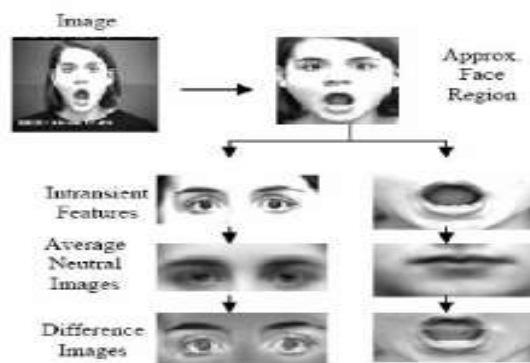 Image
Approx.
Face
Region
Intransient
Features
Average
Neutral
Images
Difference
Images